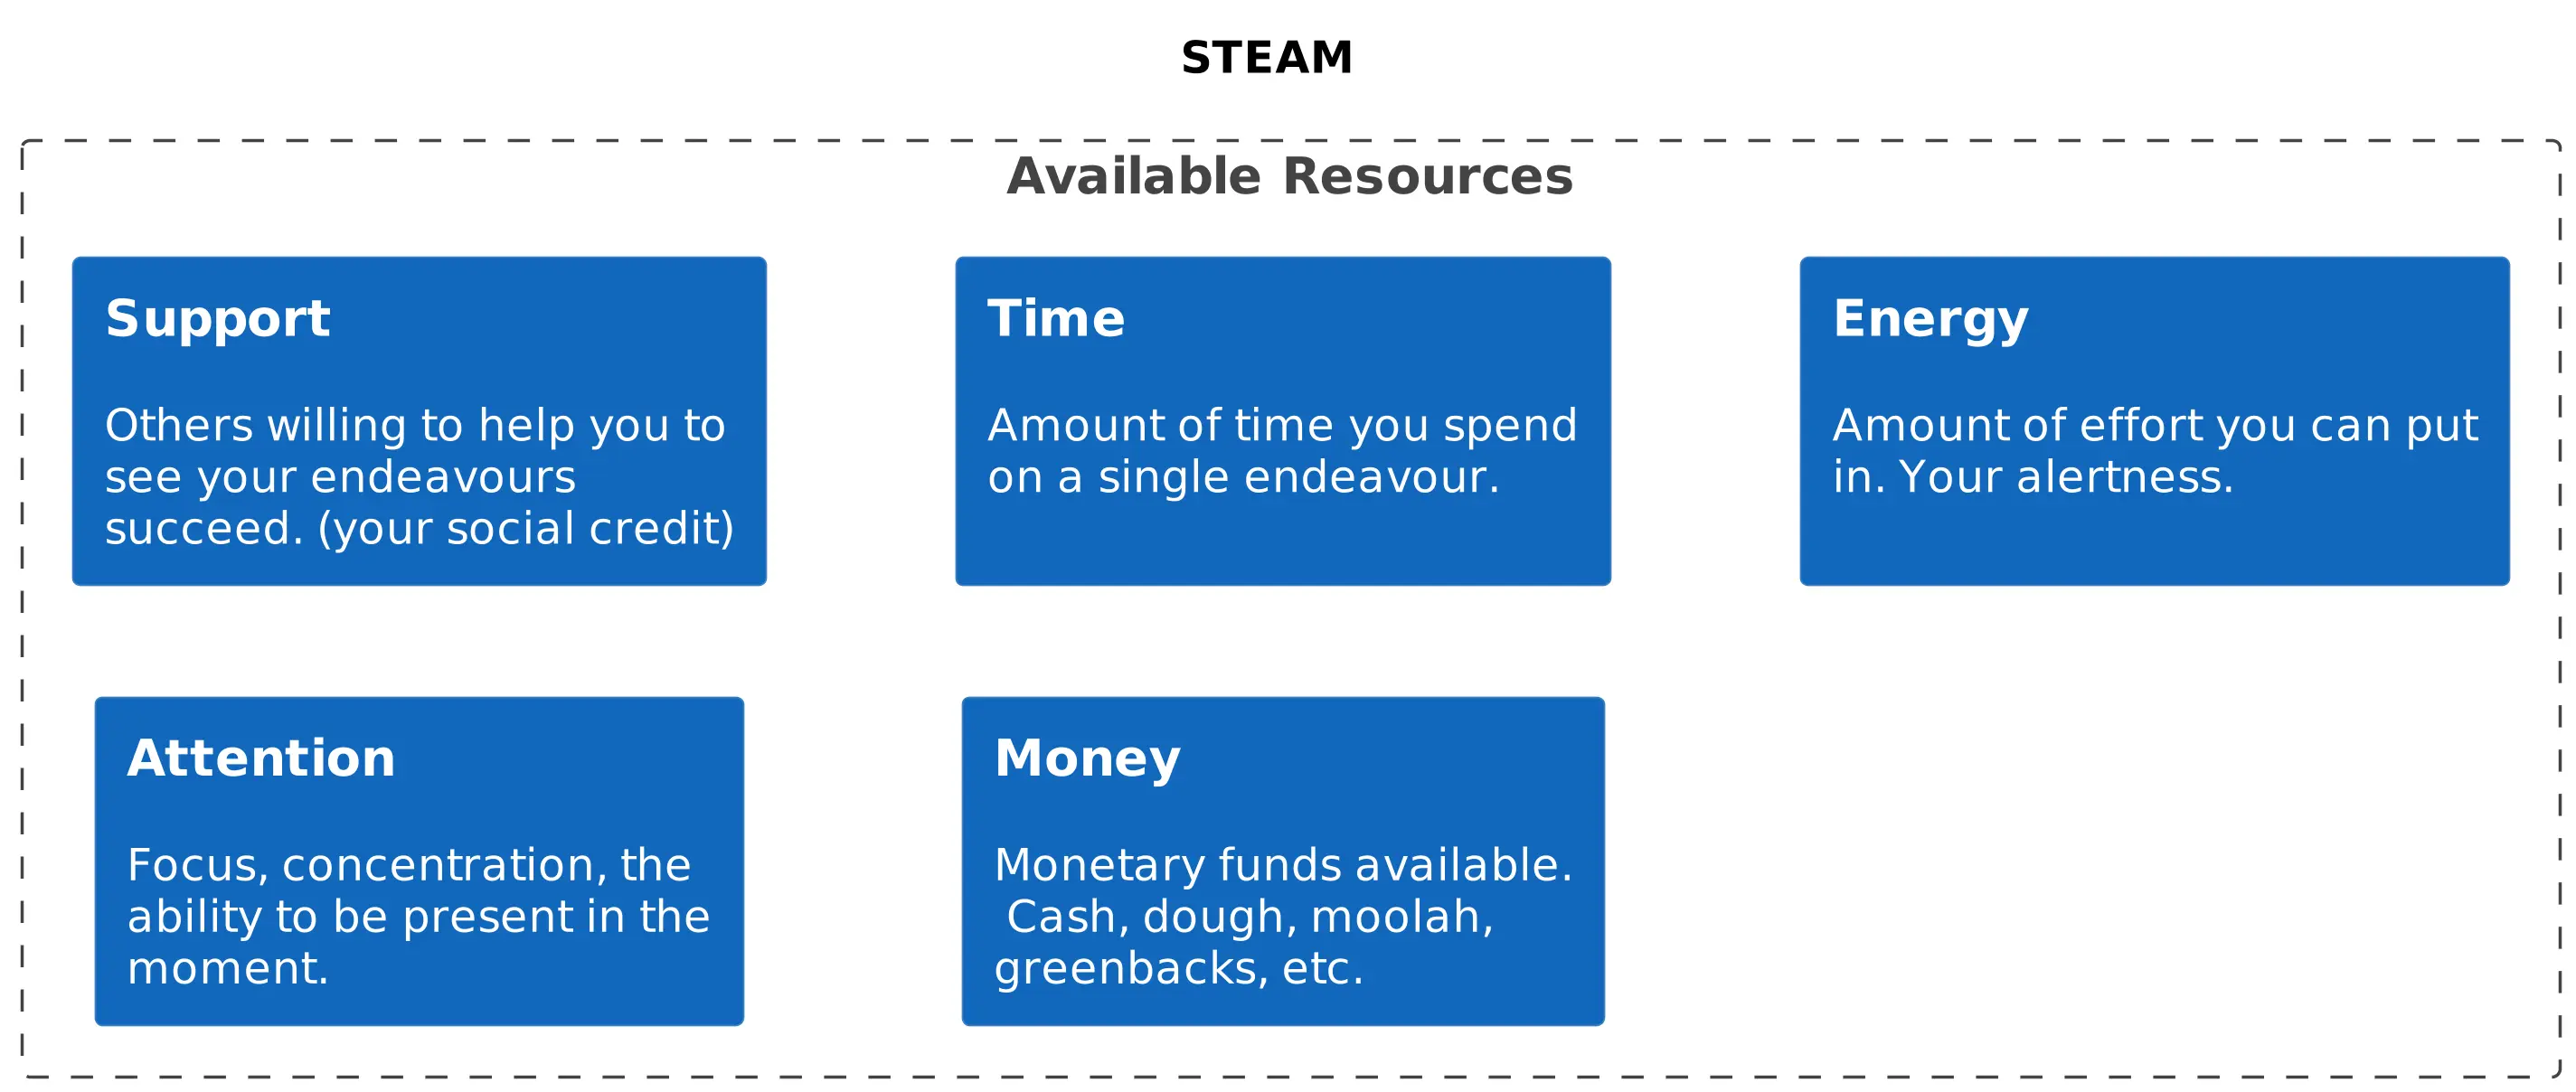 STEAM
Available Resources
Support
Others willing to help you to
see your endeavours
succeed. (your social credit)
Time
Amount of time you spend
on a single endeavour.
Energy
Amount of effort you can put
in. Your alertness.
Attention
Focus, concentration, the
ability to be present in the
moment.
Money
Monetary funds available.
Cash, dough, moolah,
greenbacks, etc.